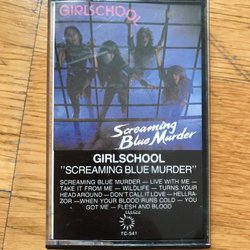 GIRLSCHOOL
Screaming
Blue Murder
GIRLSCHOOL
"SCREAMING BLUE MURDER"
SCREAMING BLUE MURDER — LIVE WITH ME —
TAKE IT FROM ME — WILDLIFE — TURNS YOUR
HEAD AROUND — DON'T CALL IT LOVE — HELLRA-
ZOR — WHEN YOUR BLOOD RUNS COLD — YOU
GOT ME — FLESH AND BLOOD
TC-541